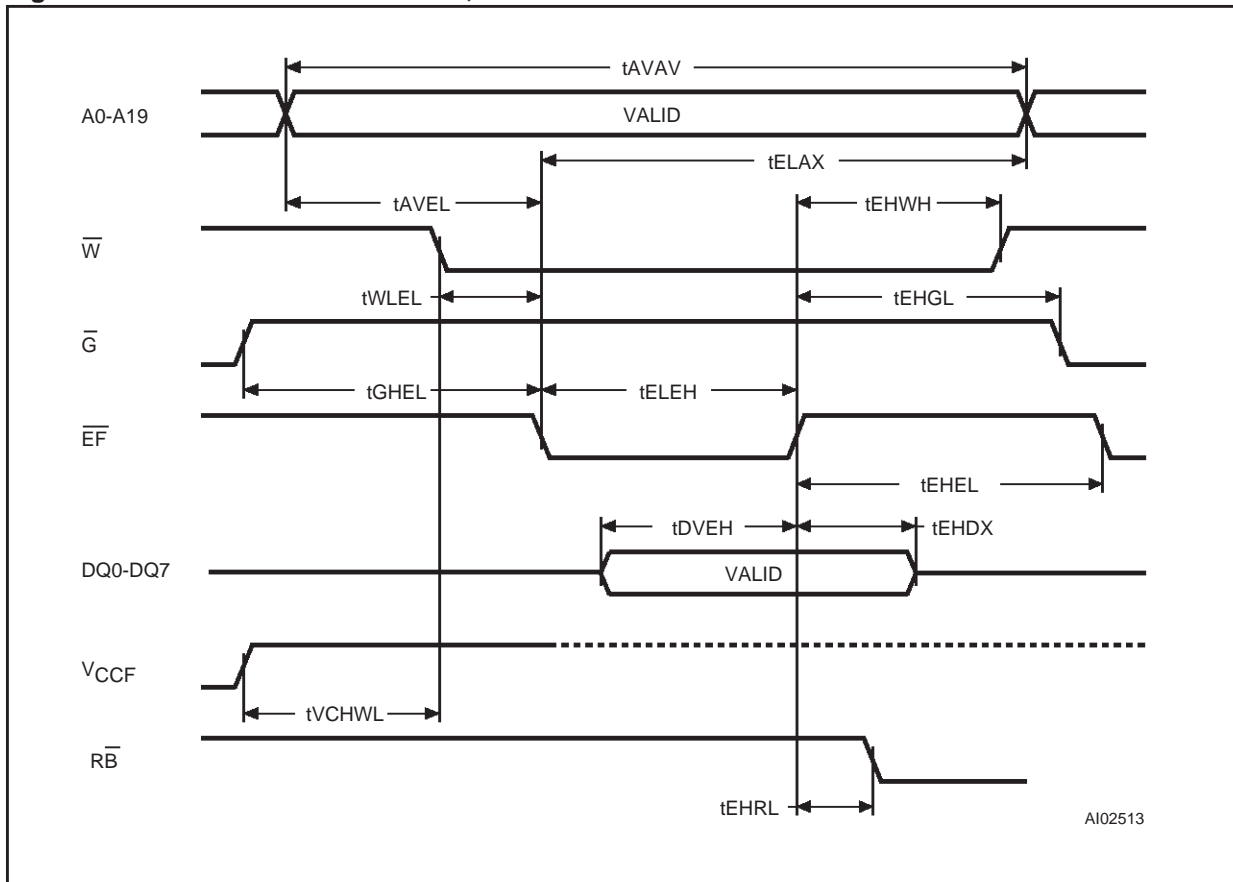 tAVAV
A0-A19
VALID
tELAX
tAVEL
tEHWH
W̅
tWLEL
tEHGL
G̅
tGHEL
tELEH
E̅F̅
tEHEL
tDVEH
tEHDX
DQ0-DQ7
VALID
VCCF
tVCHWL
RB̅
tEHRL
AI02513